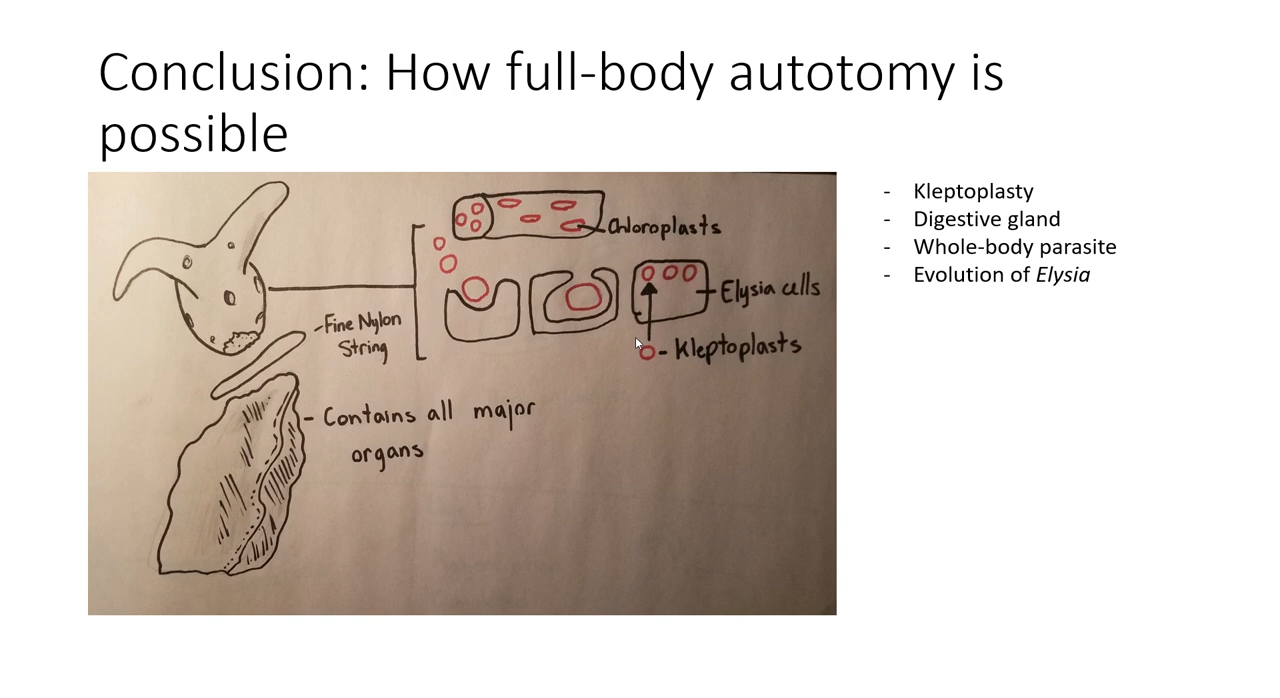 Conclusion: How full-body autotomy is
possible
Chloroplasts
Elysia cells
- Kleptoplasts
-Fine Nylon
String
- Contains all major
organs
- Kleptoplasty
- Digestive gland
- Whole-body parasite
- Evolution of Elysia